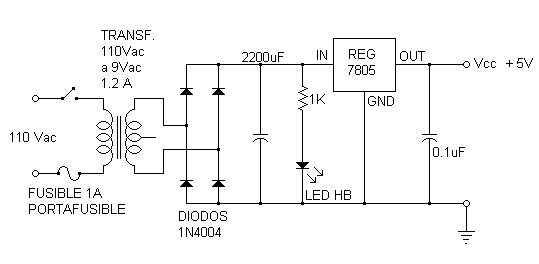 TRANSF.
110Vac
a 9Vac
1.2 A
110 Vac
FUSIBLE 1A
PORTAFUSIBLE
DIODOS
1N4004
2200uF
1K
LED HB
IN
REG
7805
OUT
GND
Vcc +5V
0.1uF